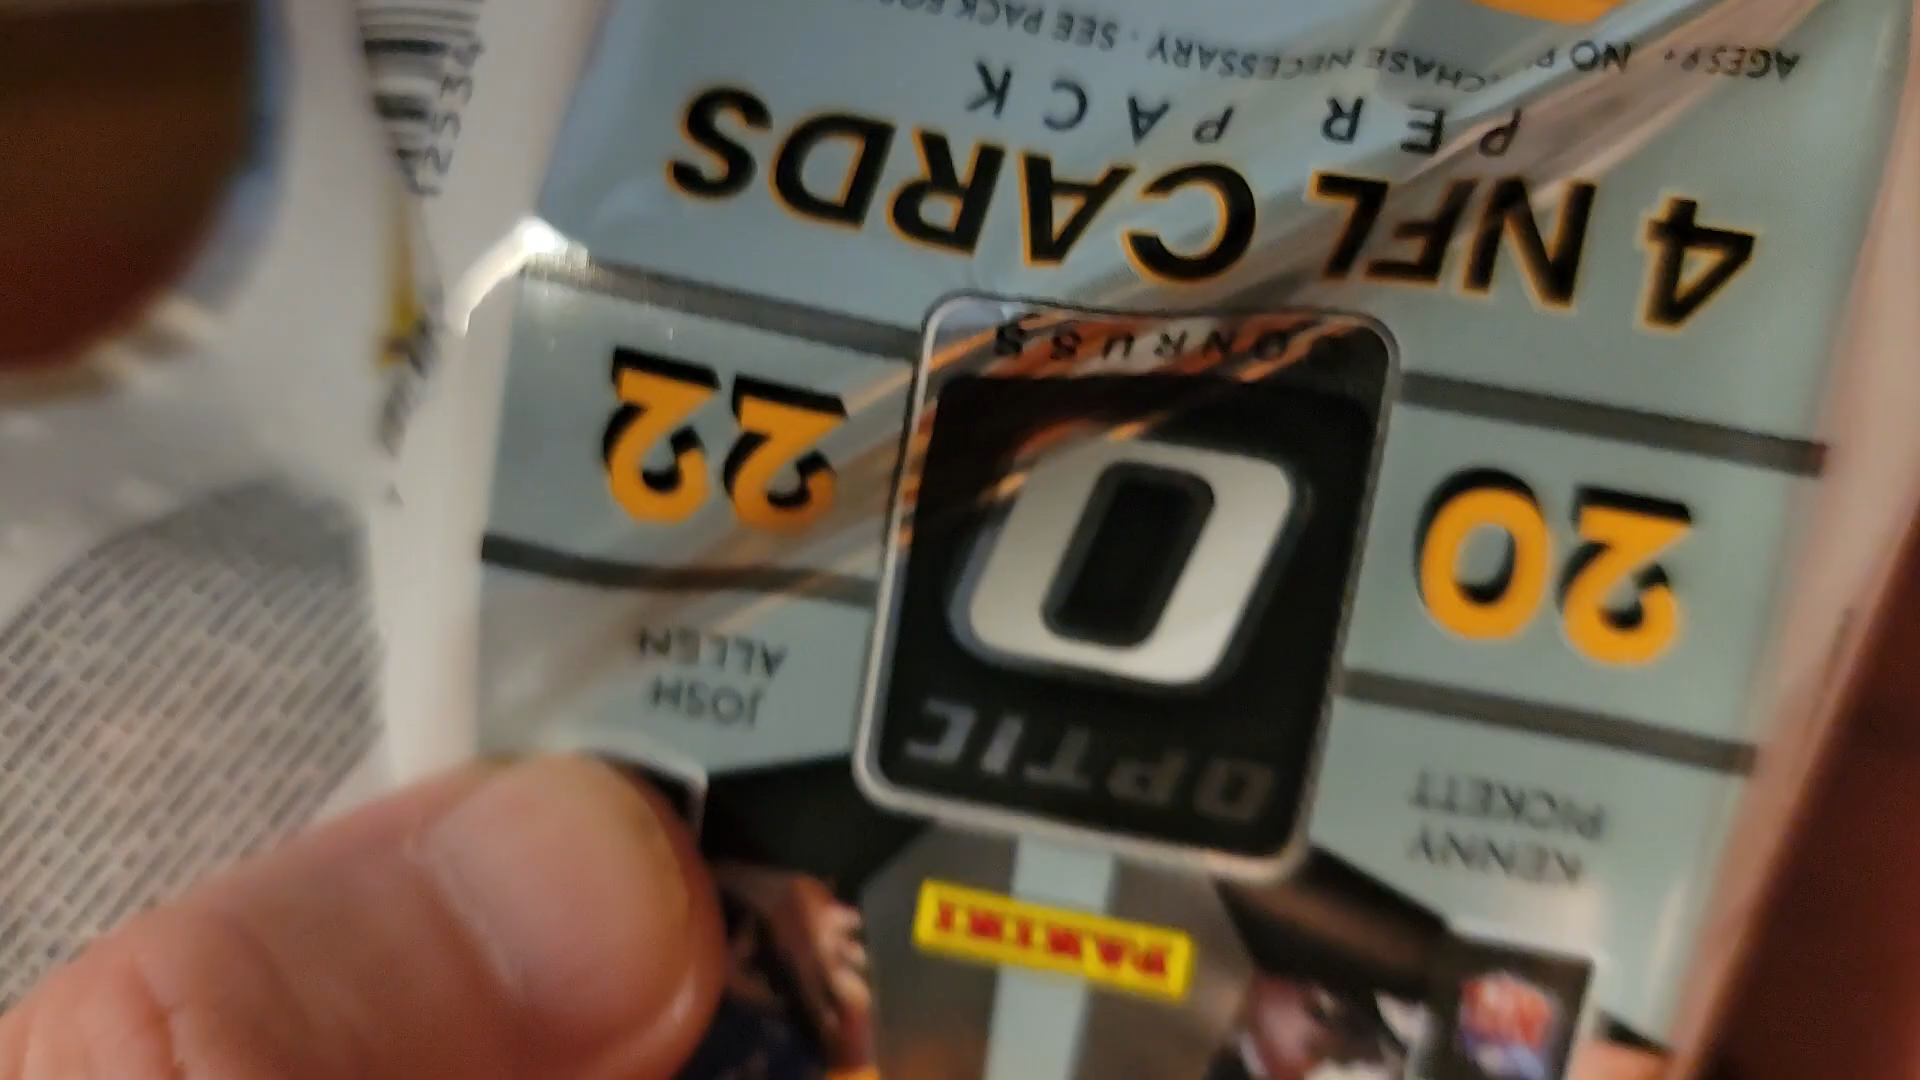 PANINI
KENNY
PICKETT
JOSH
ALLEN
OPTIC
O
20
22
DONRUSS
4 NFL CARDS
PER PACK
AGES 9+ · NO P CHASE NECESSARY · SEE PACK FOR